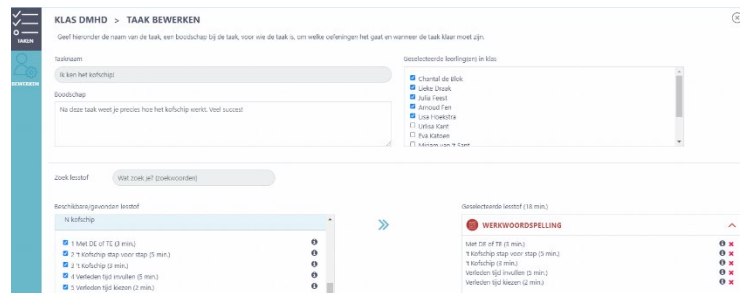 KLAS DMHD > TAAK BEWERKEN
Geef hieronder de naam van de taak, een boodschap bij de taak, voor wie de taak is, om welke oefeningen het gaat en wanneer de taak klaar moet zijn.
TAKEN
BEWERKEN
Taaknaam
Ik ken het kofschip!
Boodschap
Na deze taak weet je precies hoe het kofschip werkt. Veel succes!
Geselecteerde leerling(en) in klas
Chantal de Blok
Lieke Draak
Julia Feest
Arnoud Fen
Lisa Hoekstra
Urlisa Kant
Eva Katoen
Mirjam van 't Sant
Zoek lesstof
Wat zoek je? (zoekwoorden)
Beschikbare/gevonden lesstof
N kofschip
1 Met DE of TE (3 min.)
2 't Kofschip stap voor stap (5 min.)
2 't Kofschip (3 min.)
4 Verleden tijd invullen (5 min.)
5 Verleden tijd kiezen (2 min.)
Geselecteerde lesstof (18 min.)
WERKWOORDSPELLING
Met DE of TE (3 min.)
't Kofschip stap voor stap (5 min.)
't Kofschip (3 min.)
Verleden tijd invullen (5 min.)
Verleden tijd kiezen (2 min.)